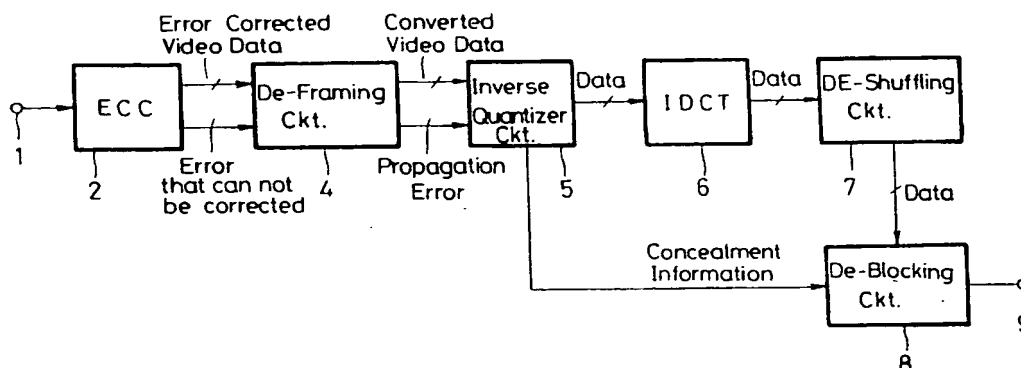 Error Corrected
Video Data
Converted
Video Data
ECC
De-Framing
Ckt.
Inverse
Quantizer
Ckt.
Data
IDCT
Data
DE-Shuffling
Ckt.
1
2
Error
that can not
be corrected
4
Propagation
Error
5
6
7
Data
Concealment
Information
De-Blocking
Ckt.
8
9